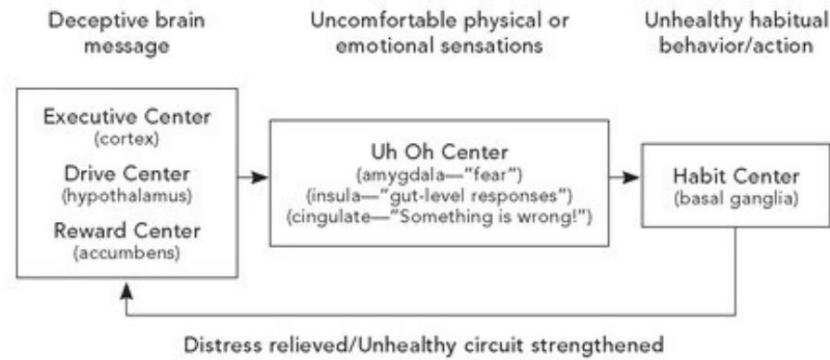 Deceptive brain
message
Uncomfortable physical or
emotional sensations
Unhealthy habitual
behavior/action
Executive Center
(cortex)
Drive Center
(hypothalamus)
Reward Center
(accumbens)
Uh Oh Center
(amygdala—"fear")
(insula—"gut-level responses")
(cingulate—"Something is wrong!")
Habit Center
(basal ganglia)
Distress relieved/Unhealthy circuit strengthened